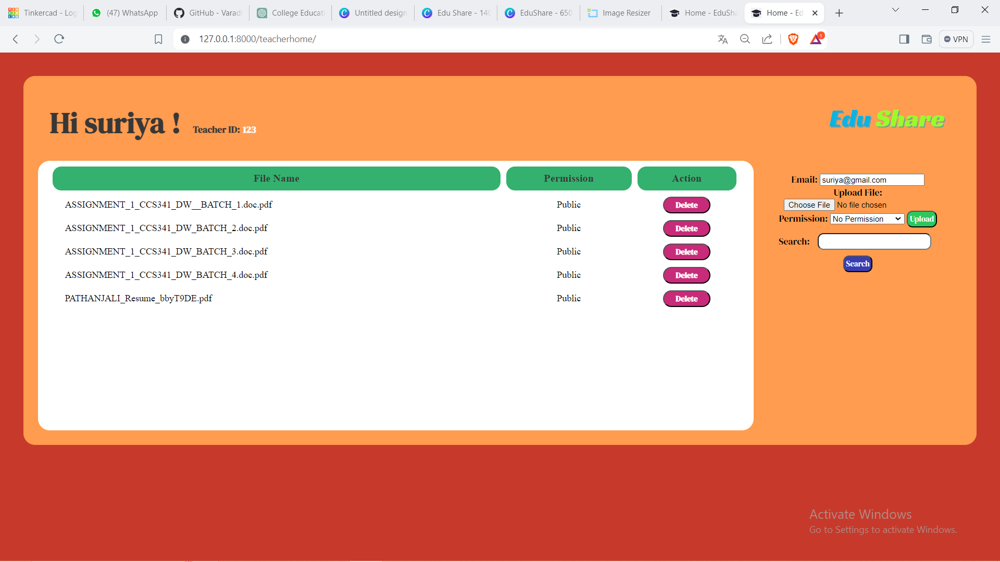 Tinkercad - Log
(47) WhatsApp
GitHub - Varadh
College Educati
Untitled design
Edu Share - 140
EduShare - 650
Image Resizer
Home - EduSha
Home - Ed
127.0.0.1:8000/teacherhome/
1
VPN
Hi suriya !
Teacher ID: 123
Edu Share
File Name Permission Action
ASSIGNMENT_1_CCS341_DW__BATCH_1.doc.pdf Public Delete
ASSIGNMENT_1_CCS341_DW_BATCH_2.doc.pdf Public Delete
ASSIGNMENT_1_CCS341_DW_BATCH_3.doc.pdf Public Delete
ASSIGNMENT_1_CCS341_DW_BATCH_4.doc.pdf Public Delete
PATHANJALI_Resume_bbyT9DE.pdf Public Delete
Email: suriya@gmail.com
Upload File:
Choose File No file chosen
Permission: No Permission Upload
Search:
Search
Activate Windows
Go to Settings to activate Windows.